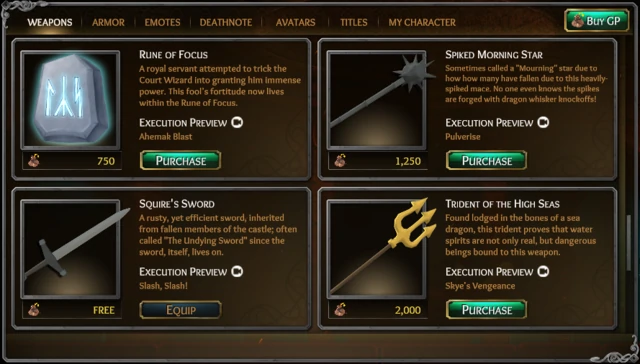 WEAPONS | ARMOR | EMOTES | DEATHNOTE | AVATARS | TITLES | MY CHARACTER
BUY GP
RUNE OF FOCUS
A royal servant attempted to trick the
Court Wizard into granting him immense
power. This fool's fortitude now lives
within the Rune of Focus.
EXECUTION PREVIEW
Ahemak Blast
750
PURCHASE
SPIKED MORNING STAR
Sometimes called a "Mourning" star due to
how how many have fallen due to this heavily-
spiked mace. No one even knows the spikes
are forged with dragon whisker knockoffs!
EXECUTION PREVIEW
Pulverise
1,250
PURCHASE
SQUIRE'S SWORD
A rusty, yet efficient sword, inherited
from fallen members of the castle; often
called "The Undying Sword" since the
sword, itself, lives on.
EXECUTION PREVIEW
Slash, Slash!
FREE
EQUIP
TRIDENT OF THE HIGH SEAS
Found lodged in the bones of a sea
dragon, this trident proves that water
spirits are not only real, but dangerous
beings bound to this weapon.
EXECUTION PREVIEW
Skye's Vengeance
2,000
PURCHASE